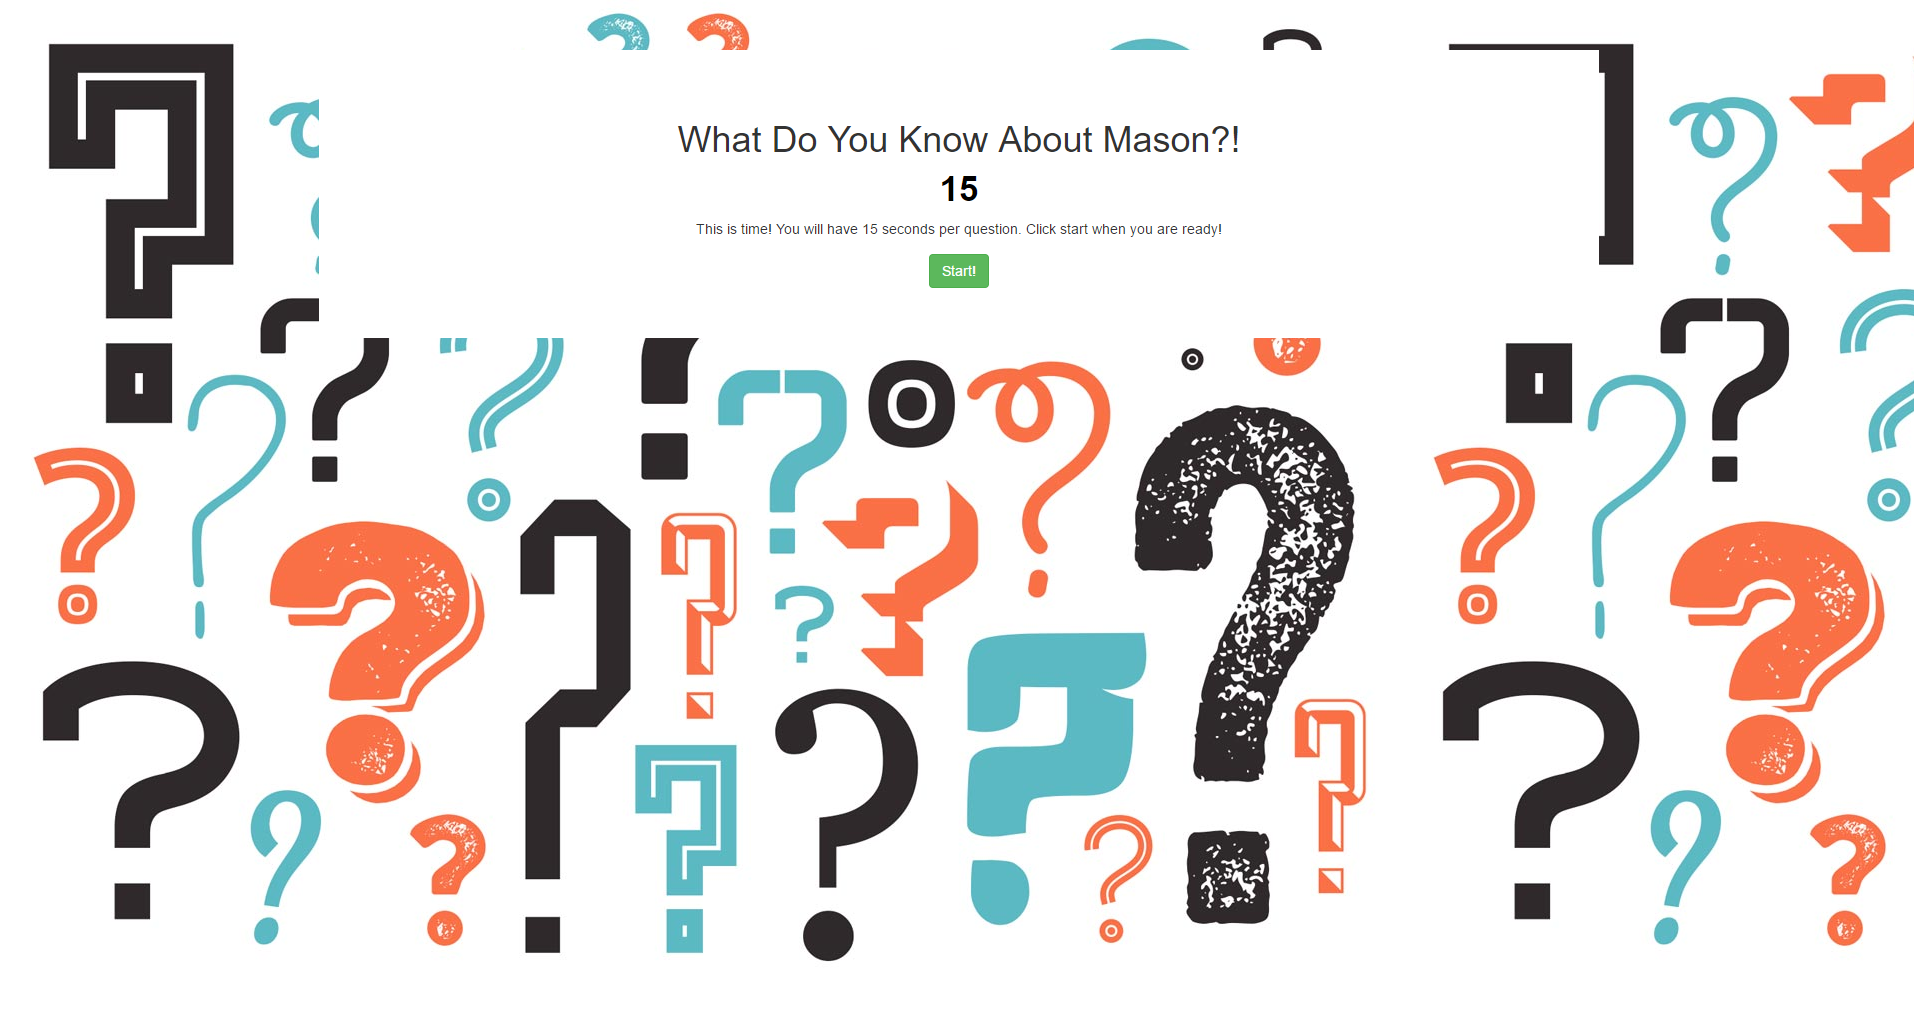 What Do You Know About Mason?!
15
This is time! You will have 15 seconds per question. Click start when you are ready!
Start!